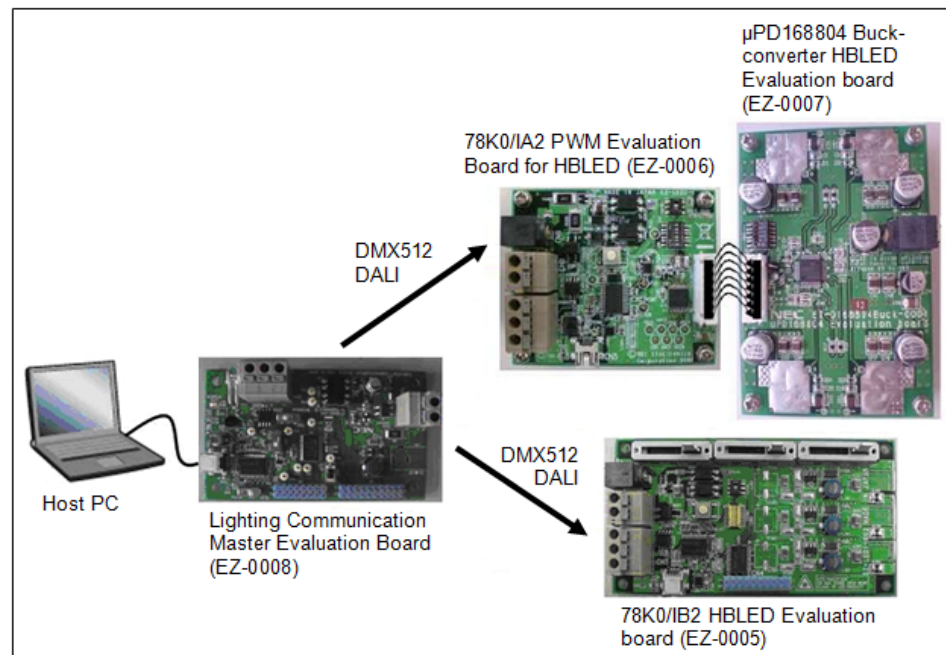 µPD168804 Buck-
converter HBLED
Evaluation board
(EZ-0007)
78K0/IA2 PWM Evaluation
Board for HBLED (EZ-0006)
DMX512
DALI
NEC
Host PC
Lighting Communication
Master Evaluation Board
(EZ-0008)
DMX512
DALI
78K0/IB2 HBLED Evaluation
board (EZ-0005)